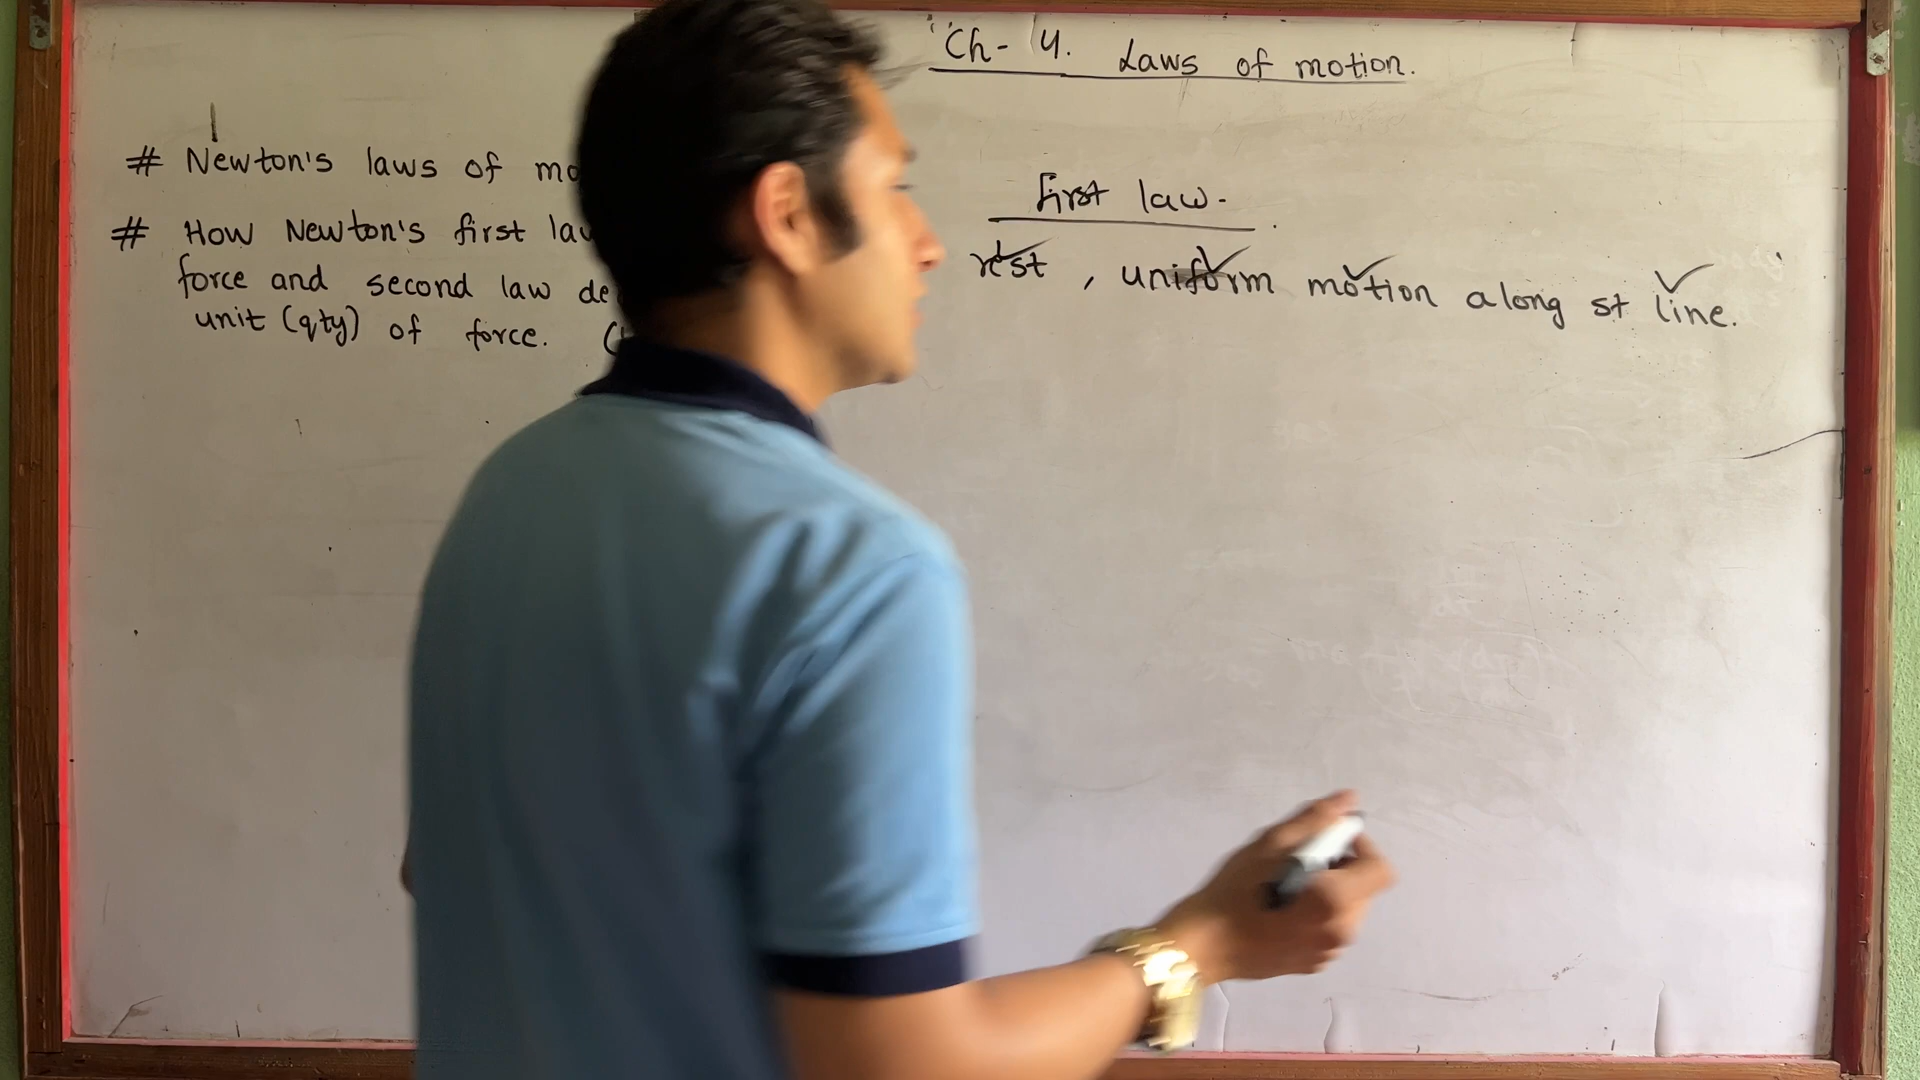 Ch- 4. Laws of motion.
# Newton's laws of mo
# How Newton's first law
force and second law de
unit (qty) of force. (
First law-
rest, uniform motion along st line.